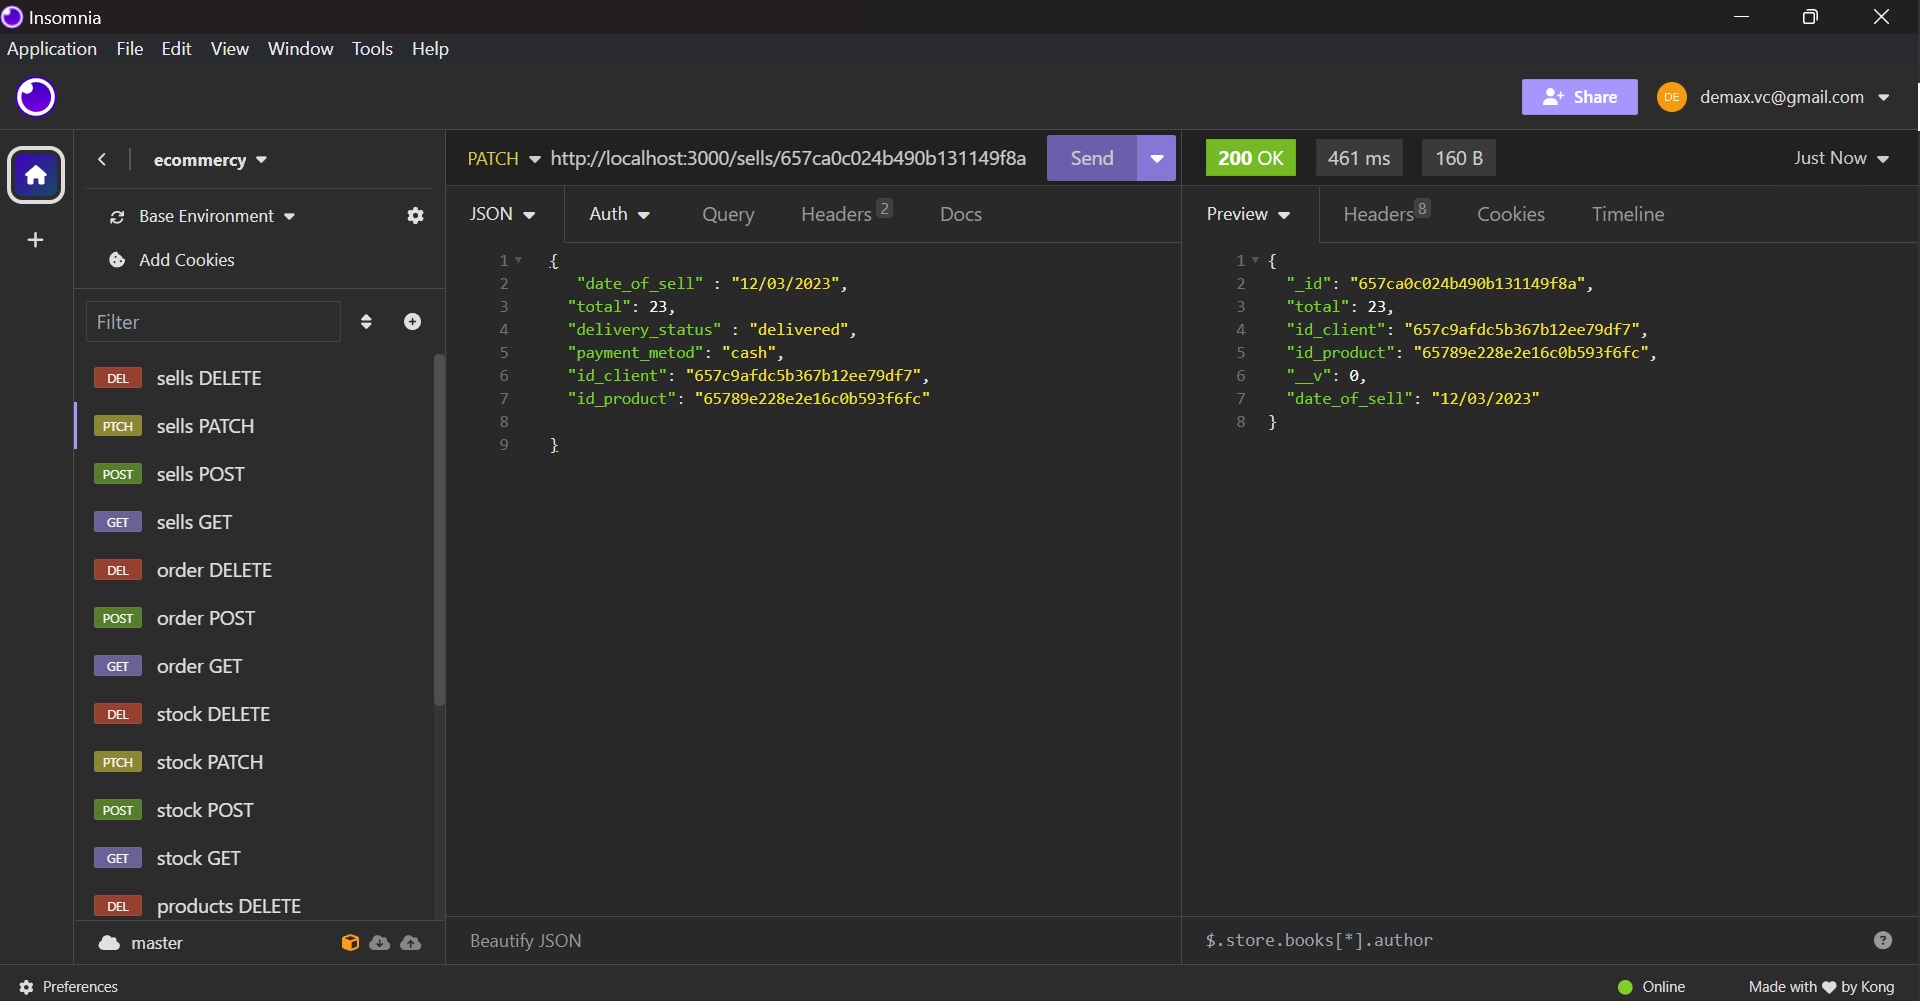 Insomnia
Application File Edit View Window Tools Help
Share DE demax.vc@gmail.com
ecommercy
PATCH http://localhost:3000/sells/657ca0c024b490b131149f8a Send
200 OK 461 ms 160 B Just Now
Base Environment
JSON Auth Query Headers 2 Docs
Preview Headers 8 Cookies Timeline
Add Cookies
Filter
DEL sells DELETE
PTCH sells PATCH
POST sells POST
GET sells GET
DEL order DELETE
POST order POST
GET order GET
DEL stock DELETE
PTCH stock PATCH
POST stock POST
GET stock GET
DEL products DELETE
master
1 {
2 "date_of_sell" : "12/03/2023",
3 "total": 23,
4 "delivery_status" : "delivered",
5 "payment_metod": "cash",
6 "id_client": "657c9afdc5b367b12ee79df7",
7 "id_product": "65789e228e2e16c0b593f6fc"
8
9 }
Beautify JSON
1 {
2 "_id": "657ca0c024b490b131149f8a",
3 "total": 23,
4 "id_client": "657c9afdc5b367b12ee79df7",
5 "id_product": "65789e228e2e16c0b593f6fc",
6 "__v": 0,
7 "date_of_sell": "12/03/2023"
8 }
$.store.books[*].author ?
Preferences
Online Made with ♥ by Kong